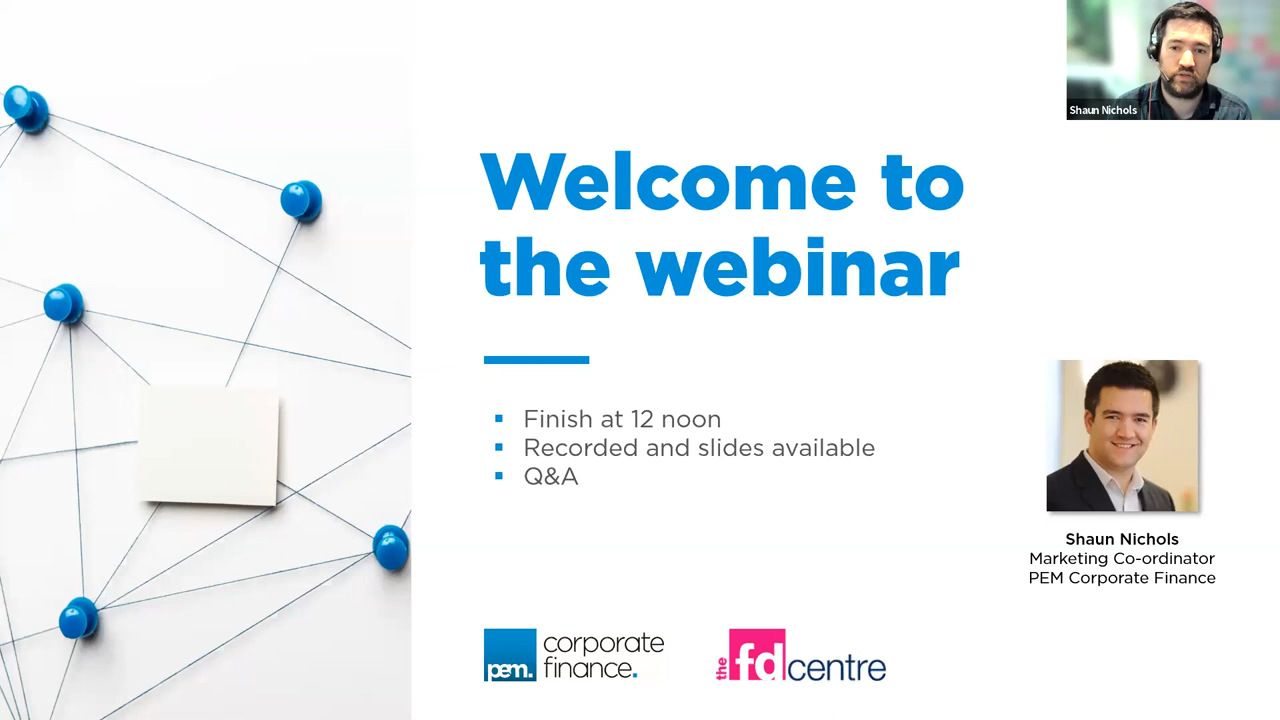 Shaun Nichols
Welcome to
the webinar
Finish at 12 noon
Recorded and slides available
Q&A
Shaun Nichols
Marketing Co-ordinator
PEM Corporate Finance
pem. corporate finance.
the fd centre